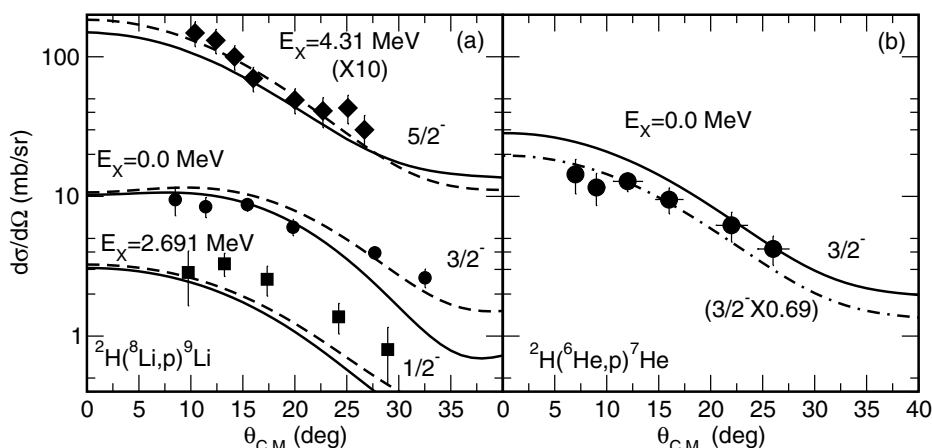 dσ/dΩ (mb/sr)
100
10
1
E_X=4.31 MeV
(X10)
(a)
5/2⁻
E_X=0.0 MeV
3/2⁻
E_X=2.691 MeV
1/2⁻
²H(⁸Li,p)⁹Li
0 5 10 15 20 25 30 35
θ_C.M. (deg)
(b)
E_X=0.0 MeV
3/2⁻
(3/2⁻X0.69)
²H(⁶He,p)⁷He
0 5 10 15 20 25 30 35 40
θ_C.M. (deg)